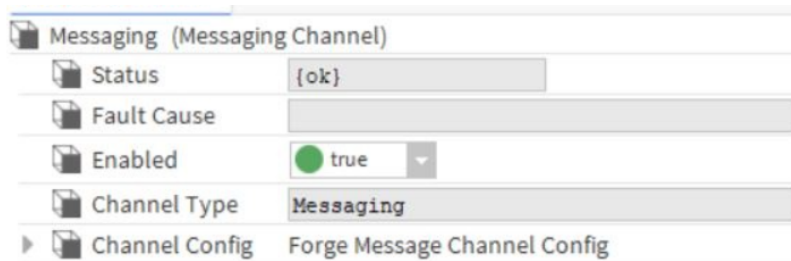 Messaging (Messaging Channel)
Status {ok}
Fault Cause
Enabled true
Channel Type Messaging
Channel Config Forge Message Channel Config